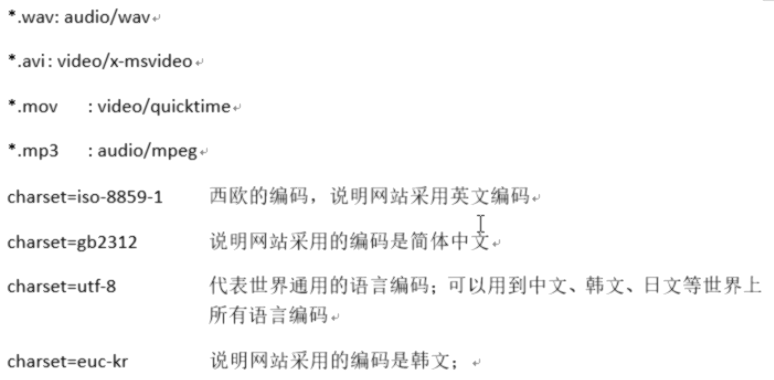 *.wav: audio/wav
*.avi: video/x-msvideo
*.mov : video/quicktime
*.mp3 : audio/mpeg
charset=iso-8859-1 西欧的编码，说明网站采用英文编码
charset=gb2312 说明网站采用的编码是简体中文
charset=utf-8 代表世界通用的语言编码；可以用到中文、韩文、日文等世界上
所有语言编码
charset=euc-kr 说明网站采用的编码是韩文；